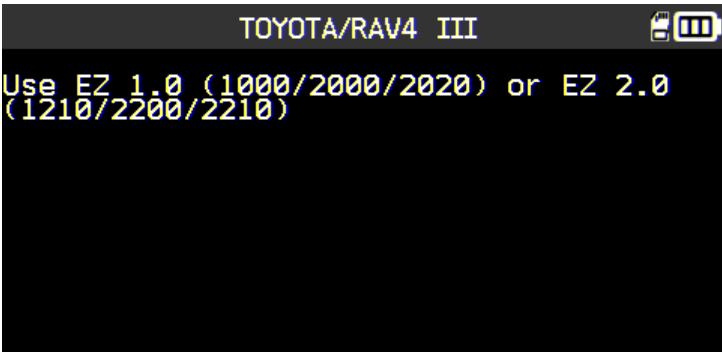 TOYOTA/RAV4 III
Use EZ 1.0 (1000/2000/2020) or EZ 2.0
(1210/2200/2210)